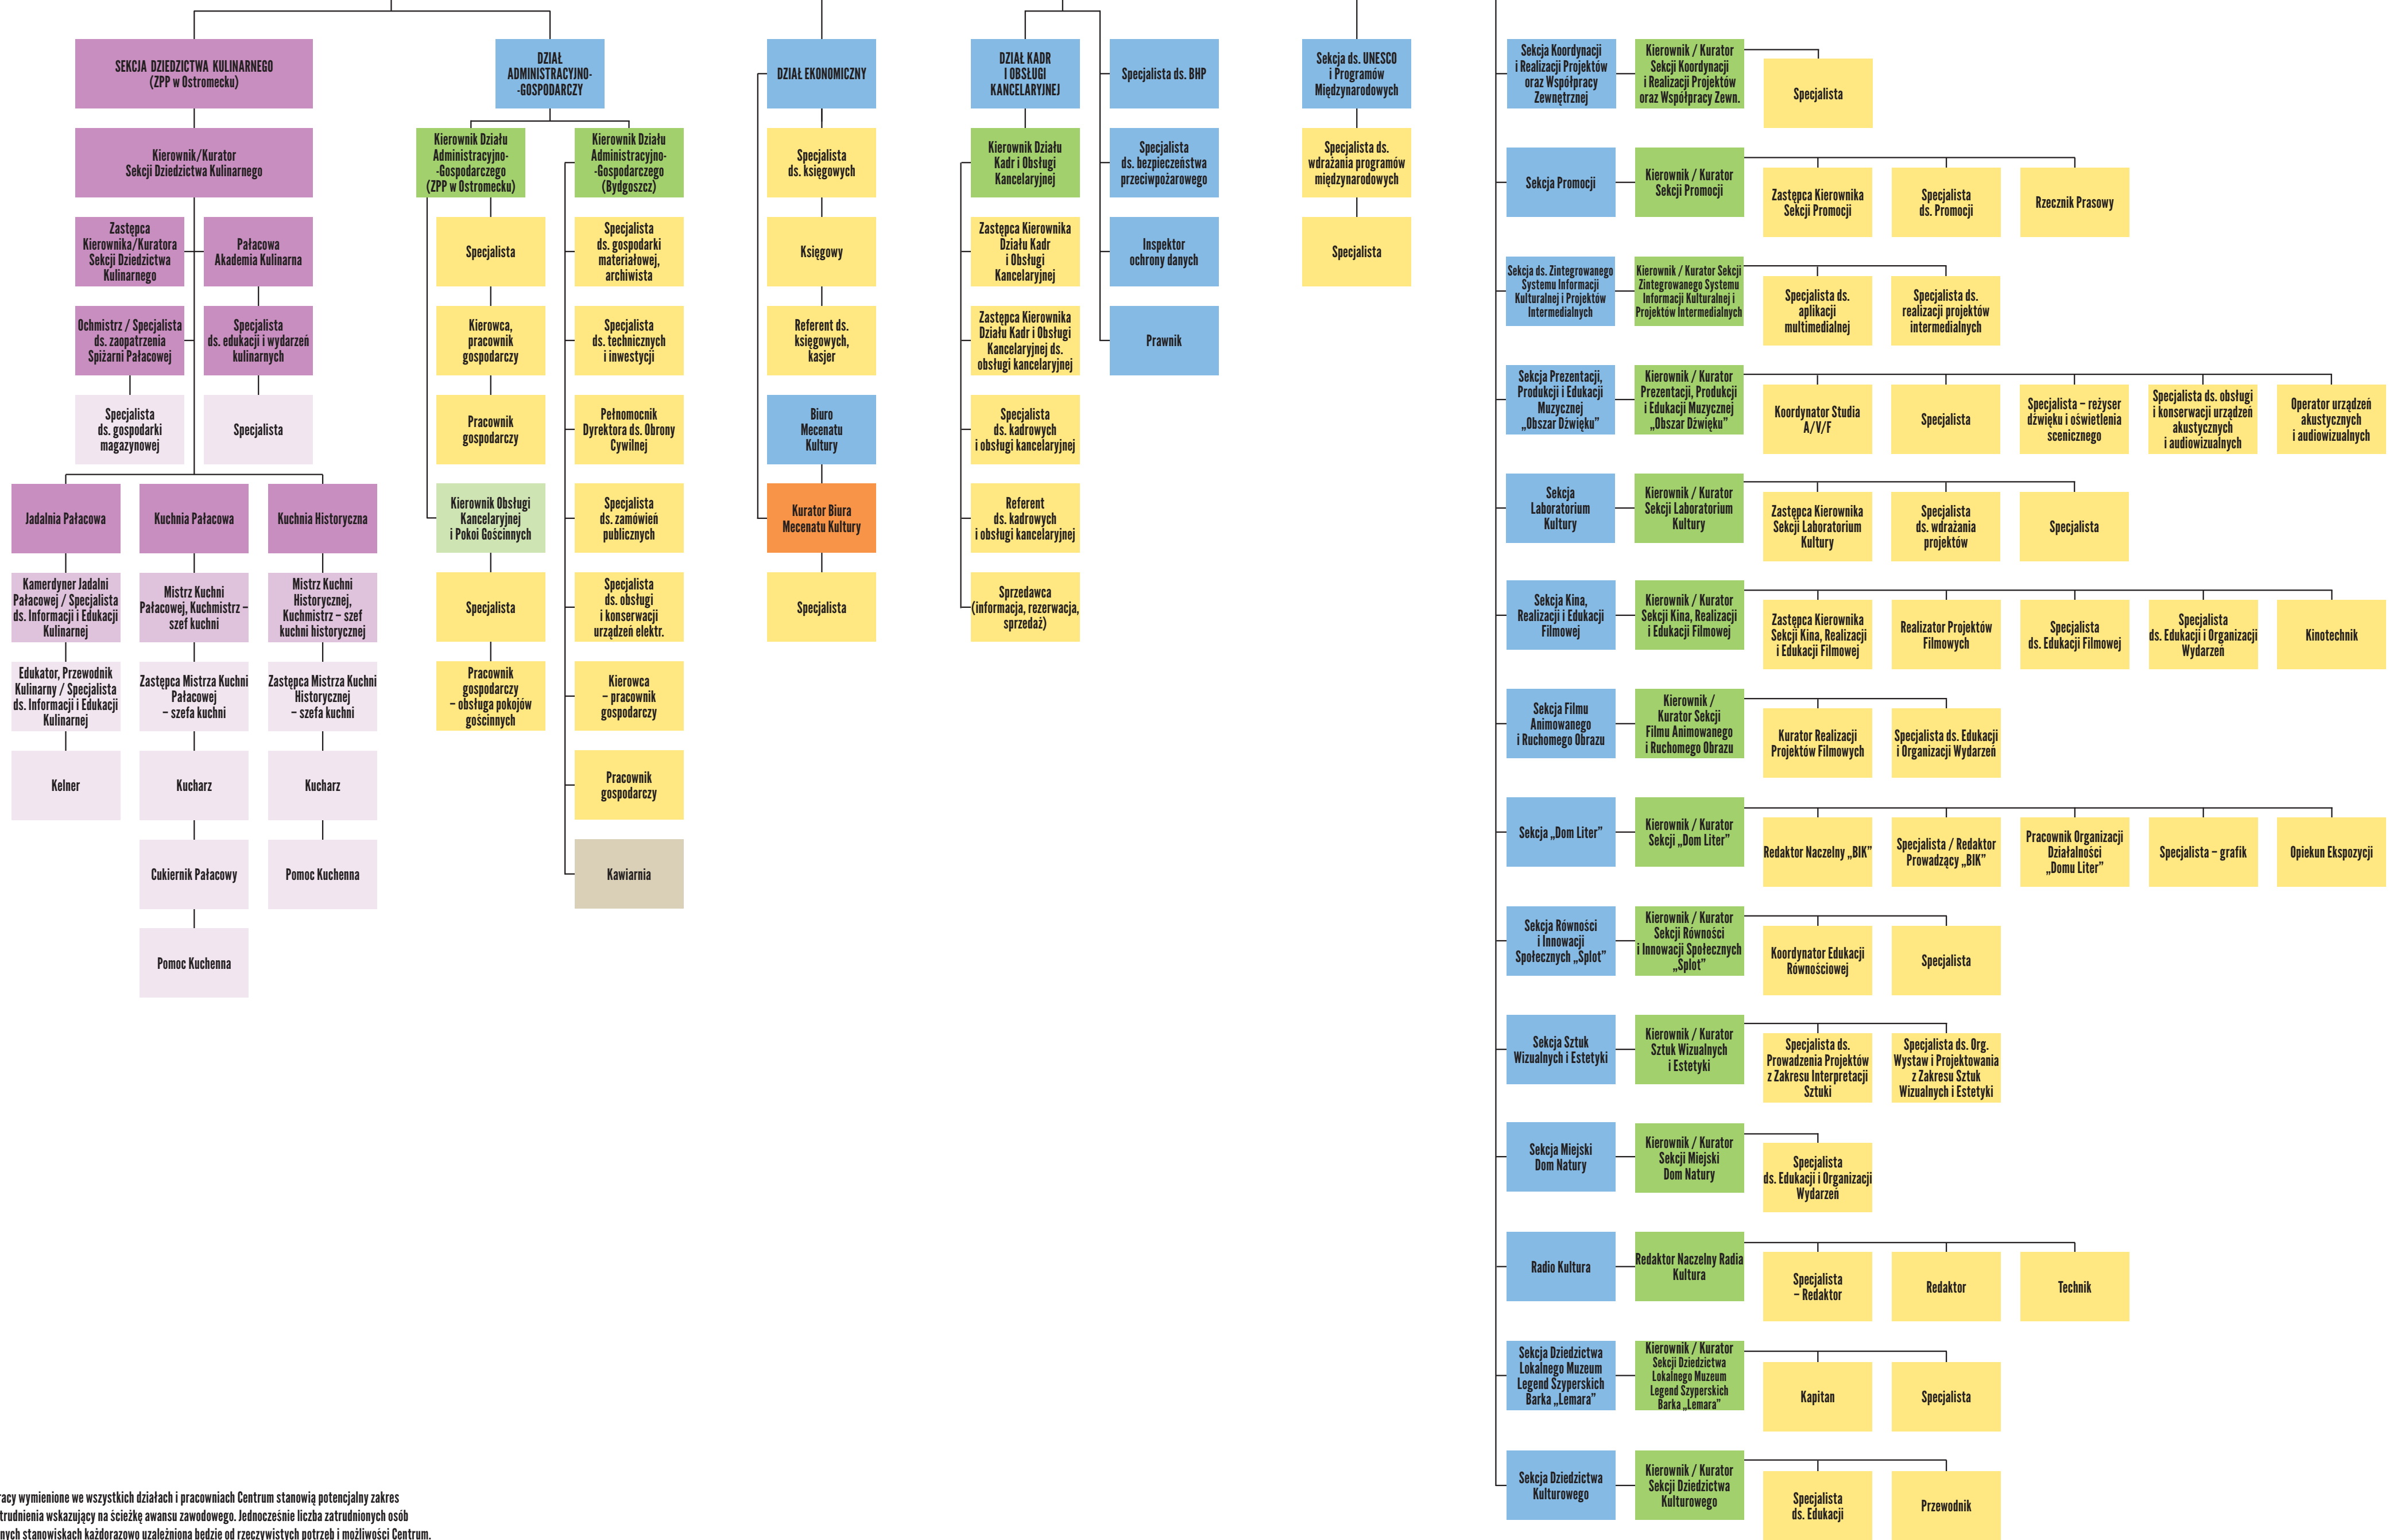 SEKCJA DZIEDZICTWA KULINARNEGO
(ZPP w Ostromecku)
Kierownik/Kurator
Sekcji Dziedzictwa Kulinarnego
Zastępca
Kierownika/Kuratora
Sekcji Dziedzictwa
Kulinarnego
Pałacowa
Akademia Kulinarna
Ochmistrz / Specjalista
ds. zaopatrzenia
Spiżarni Pałacowej
Specjalista
ds. edukacji i wydarzeń
kulinarnych
Specjalista
ds. gospodarki
magazynowej
Specjalista
Jadalnia Pałacowa
Kuchnia Pałacowa
Kuchnia Historyczna
Kamerdyner Jadalni
Pałacowej / Specjalista
ds. Informacji i Edukacji
Kulinarnej
Mistrz Kuchni
Pałacowej, Kuchmistrz –
szef kuchni
Mistrz Kuchni
Historycznej,
Kuchmistrz – szef
kuchni historycznej
Edukator, Przewodnik
Kulinarny / Specjalista
ds. Informacji i Edukacji
Kulinarnej
Zastępca Mistrza Kuchni
Pałacowej
– szefa kuchni
Zastępca Mistrza Kuchni
Historycznej
– szefa kuchni
Kelner
Kucharz
Kucharz
Cukiernik Pałacowy
Pomoc Kuchenna
Pomoc Kuchenna
DZIAŁ
ADMINISTRACYJNO-
-GOSPODARCZY
Kierownik Działu
Administracyjno-
-Gospodarczego
(ZPP w Ostromecku)
Specjalista
Kierowca,
pracownik
gospodarczy
Pracownik
gospodarczy
Kierownik Obsługi
Kancelaryjnej
i Pokoi Gościnnych
Specjalista
Pracownik
gospodarczy
– obsługa pokojów
gościnnych
Kierownik Działu
Administracyjno-
-Gospodarczego
(Bydgoszcz)
Specjalista
ds. gospodarki
materiałowej,
archiwista
Specjalista
ds. technicznych
i inwestycji
Pełnomocnik
Dyrektora ds. Obrony
Cywilnej
Specjalista
ds. zamówień
publicznych
Specjalista
ds. obsługi
i konserwacji
urządzeń elektr.
Kierowca
– pracownik
gospodarczy
Pracownik
gospodarczy
Kawiarnia
DZIAŁ EKONOMICZNY
Specjalista
ds. księgowych
Księgowy
Referent ds.
księgowych,
kasjer
Biuro
Mecenatu
Kultury
Kurator Biura
Mecenatu Kultury
Specjalista
DZIAŁ KADR
I OBSŁUGI
KANCELARYJNEJ
Kierownik Działu
Kadr i Obsługi
Kancelaryjnej
Zastępca Kierownika
Działu Kadr
i Obsługi
Kancelaryjnej
Zastępca Kierownika
Działu Kadr i Obsługi
Kancelaryjnej ds.
obsługi kancelaryjnej
Specjalista
ds. kadrowych
i obsługi kancelaryjnej
Referent
ds. kadrowych
i obsługi kancelaryjnej
Sprzedawca
(informacja, rezerwacja,
sprzedaż)
Specjalista ds. BHP
Specjalista
ds. bezpieczeństwa
przeciwpożarowego
Inspektor
ochrony danych
Prawnik
Sekcja ds. UNESCO
i Programów
Międzynarodowych
Specjalista ds.
wdrażania programów
międzynarodowych
Specjalista
Sekcja Koordynacji
i Realizacji Projektów
oraz Współpracy
Zewnętrznej
Kierownik / Kurator
Sekcji Koordynacji
i Realizacji Projektów
oraz Współpracy Zewn.
Specjalista
Sekcja Promocji
Kierownik / Kurator
Sekcji Promocji
Zastępca Kierownika
Sekcji Promocji
Specjalista
ds. Promocji
Rzecznik Prasowy
Sekcja ds. Zintegrowanego
Systemu Informacji
Kulturalnej i Projektów
Intermedialnych
Kierownik / Kurator Sekcji
Zintegrowanego Systemu
Informacji Kulturalnej i
Projektów Intermedialnych
Specjalista ds.
aplikacji
multimedialnej
Specjalista ds.
realizacji projektów
intermedialnych
Sekcja Prezentacji,
Produkcji i Edukacji
Muzycznej
„Obszar Dźwięku”
Kierownik / Kurator
Prezentacji, Produkcji
i Edukacji Muzycznej
„Obszar Dźwięku”
Koordynator Studia
A/V/F
Specjalista
Specjalista – reżyser
dźwięku i oświetlenia
scenicznego
Specjalista ds. obsługi
i konserwacji urządzeń
akustycznych
i audiowizualnych
Operator urządzeń
akustycznych
i audiowizualnych
Sekcja
Laboratorium
Kultury
Kierownik / Kurator
Sekcji Laboratorium
Kultury
Zastępca Kierownika
Sekcji Laboratorium
Kultury
Specjalista
ds. wdrażania
projektów
Specjalista
Sekcja Kina,
Realizacji i Edukacji
Filmowej
Kierownik / Kurator
Sekcji Kina, Realizacji
i Edukacji Filmowej
Zastępca Kierownika
Sekcji Kina, Realizacji
i Edukacji Filmowej
Realizator Projektów
Filmowych
Specjalista
ds. Edukacji Filmowej
Specjalista
ds. Edukacji i Organizacji
Wydarzeń
Kinotechnik
Sekcja Filmu
Animowanego
i Ruchomego Obrazu
Kierownik /
Kurator Sekcji
Filmu Animowanego
i Ruchomego Obrazu
Kurator Realizacji
Projektów Filmowych
Specjalista ds. Edukacji
i Organizacji Wydarzeń
Sekcja „Dom Liter”
Kierownik / Kurator
Sekcji „Dom Liter”
Redaktor Naczelny „BIK”
Specjalista / Redaktor
Prowadzący „BIK”
Pracownik Organizacji
Działalności
„Domu Liter”
Specjalista – grafik
Opiekun Ekspozycji
Sekcja Równości
i Innowacji
Społecznych „Splot”
Kierownik / Kurator
Sekcji Równości
i Innowacji Społecznych
„Splot”
Koordynator Edukacji
Równościowej
Specjalista
Sekcja Sztuk
Wizualnych i Estetyki
Kierownik / Kurator
Sztuk Wizualnych
i Estetyki
Specjalista ds.
Prowadzenia Projektów
z Zakresu Interpretacji
Sztuki
Specjalista ds. Org.
Wystaw i Projektowania
z Zakresu Sztuk
Wizualnych i Estetyki
Sekcja Miejski
Dom Natury
Kierownik / Kurator
Sekcji Miejski
Dom Natury
Specjalista
ds. Edukacji i Organizacji
Wydarzeń
Radio Kultura
Redaktor Naczelny Radia
Kultura
Specjalista
– Redaktor
Redaktor
Technik
Sekcja Dziedzictwa
Lokalnego Muzeum
Legend Szyperskich
Barka „Lemara”
Kierownik / Kurator
Sekcji Dziedzictwa
Lokalnego Muzeum
Legend Szyperskich
Barka „Lemara”
Kapitan
Specjalista
Sekcja Dziedzictwa
Kulturowego
Kierownik / Kurator
Sekcji Dziedzictwa
Kulturowego
Specjalista
ds. Edukacji
Przewodnik
racy wymienione we wszystkich działach i pracowniach Centrum stanowią potencjalny zakres
trudnienia wskazujący na ścieżkę awansu zawodowego. Jednocześnie liczba zatrudnionych osób
nych stanowiskach każdorazowo uzależniona będzie od rzeczywistych potrzeb i możliwości Centrum.